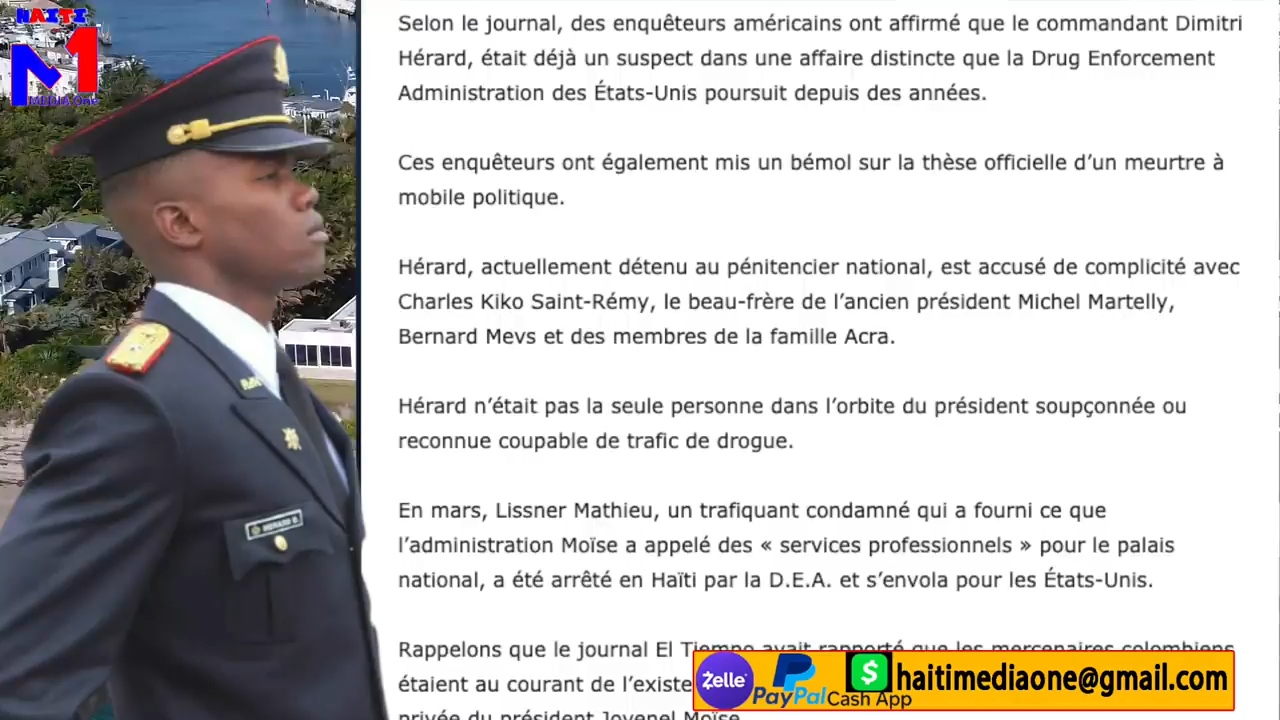 HAITI
M1
MEDIA One
Selon le journal, des enquêteurs américains ont affirmé que le commandant Dimitri
Hérard, était déjà un suspect dans une affaire distincte que la Drug Enforcement
Administration des États-Unis poursuit depuis des années.
Ces enquêteurs ont également mis un bémol sur la thèse officielle d’un meurtre à
mobile politique.
Hérard, actuellement détenu au pénitencier national, est accusé de complicité avec
Charles Kiko Saint-Rémy, le beau-frère de l’ancien président Michel Martelly,
Bernard Mevs et des membres de la famille Acra.
Hérard n’était pas la seule personne dans l’orbite du président soupçonnée ou
reconnue coupable de trafic de drogue.
En mars, Lissner Mathieu, un trafiquant condamné qui a fourni ce que
l’administration Moïse a appelé des « services professionnels » pour le palais
national, a été arrêté en Haïti par la D.E.A. et s’envola pour les États-Unis.
Rappelons que le journal El Tiempo avait rapporté que les mercenaires colombiens
étaient au courant de l’existe
privée du président Jovenel Moïse
HERARD D.
Zelle
PayPal
$
Cash App
haitimediaone@gmail.com